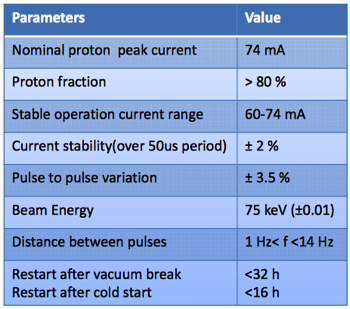 Parameters Value
Nominal proton peak current 74 mA
Proton fraction > 80 %
Stable operation current range 60-74 mA
Current stability(over 50us period) ± 2 %
Pulse to pulse variation ± 3.5 %
Beam Energy 75 keV (±0.01)
Distance between pulses 1 Hz< f <14 Hz
Restart after vacuum break <32 h
Restart after cold start <16 h